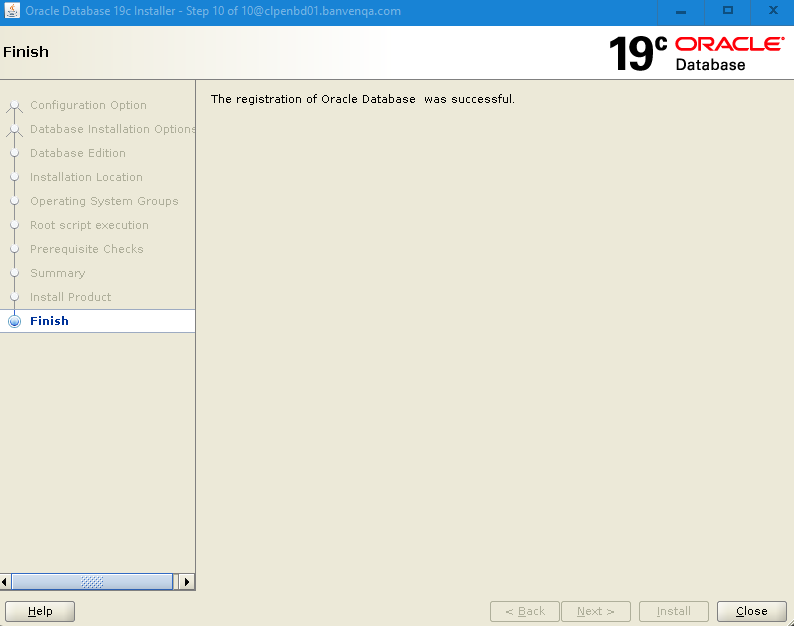 Oracle Database 19c Installer - Step 10 of 10@clpenbd01.banvenqa.com
Finish
19c ORACLE
Database
Configuration Option
Database Installation Options
Database Edition
Installation Location
Operating System Groups
Root script execution
Prerequisite Checks
Summary
Install Product
Finish
The registration of Oracle Database  was successful.
Help
< Back
Next >
Install
Close